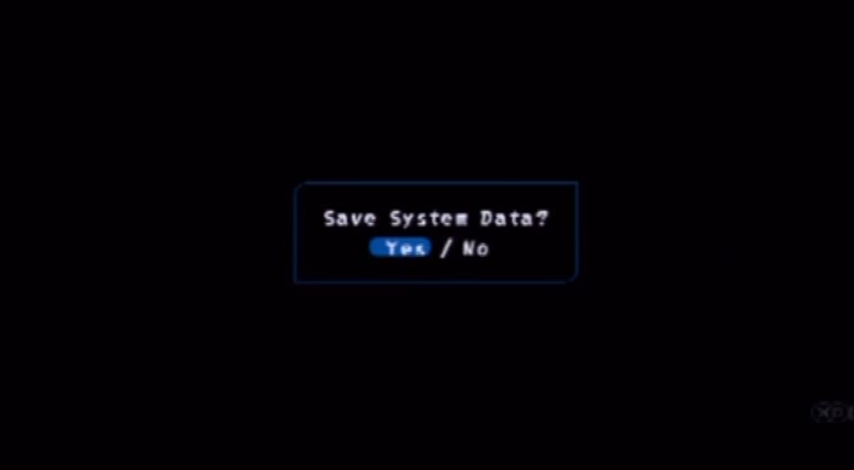 Save System Data?
Yes / No